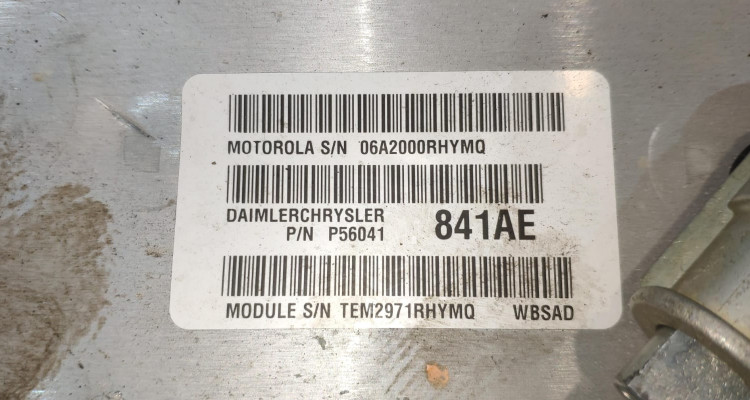 MOTOROLA S/N 06A2000RHYMQ
DAIMLERCHRYSLER 841AE
P/N P56041
MODULE S/N TEM2971RHYMQ WBSAD